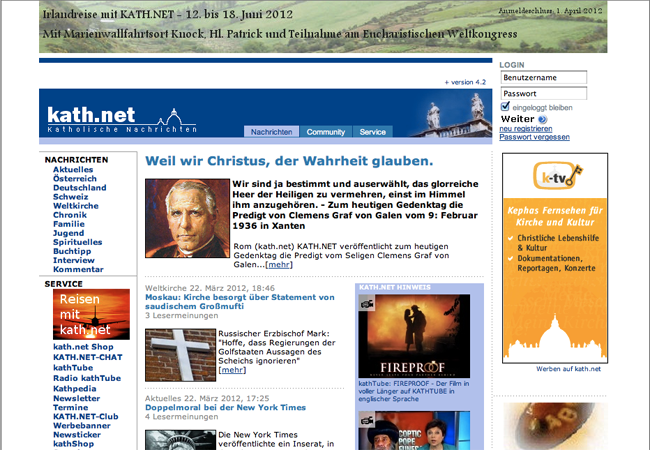 Irlandreise mit KATH.NET - 12. bis 18. Juni 2012
Anmeldeschluss 1. April 2012
Mit Marienwallfahrtsort Knock, Hl. Patrick und Teilnahme am Eucharistischen Weltkongress
LOGIN
+ version 4.2
Benutzername
Passwort
eingeloggt bleiben
Weiter
neu registrieren
Passwort vergessen
kath.net
Katholische Nachrichten
Nachrichten Community Service
NACHRICHTEN
Aktuelles
Österreich
Deutschland
Schweiz
Weltkirche
Chronik
Familie
Jugend
Spirituelles
Buchtipp
Interview
Kommentar
SERVICE
Reisen
mit
kath.net
kath.net Shop
KATH.NET-CHAT
kathTube
Radio kathTube
Kathpedia
Newsletter
Termine
KATH.NET-Club
Werbebanner
Newsticker
kathShop
Weil wir Christus, der Wahrheit glauben.
Wir sind ja bestimmt und auserwählt, das glorreiche
Heer der Heiligen zu vermehren, einst im Himmel
ihm anzugehören. - Zum heutigen Gedenktag die
Predigt von Clemens Graf von Galen vom 9: Februar
1936 in Xanten
Rom (kath.net) KATH.NET veröffentlicht zum heutigen
Gedenktag die Predigt vom Seligen Clemens Graf von
Galen...[mehr]
Weltkirche 22. März 2012, 18:46
Moskau: Kirche besorgt über Statement von
saudischem Großmufti
3 Lesermeinungen
Russischer Erzbischof Mark:
"Hoffe, dass Regierungen der
Golfstaaten Aussagen des
Scheichs ignorieren"
[mehr]
Aktuelles 22. März 2012, 17:25
Doppelmoral bei der New York Times
4 Lesermeinungen
Die New York Times
veröffentlichte ein Inserat, in
KATH.NET HINWEIS
FIREPROOF
kathTube: FIREPROOF - Der Film in
voller Länger auf KATHTUBE in
englischer Sprache
COPTIC
POPE
k-tv
Kephas Fernsehen für
Kirche und Kultur
Christliche Lebenshilfe
& Kultur
Dokumentationen,
Reportagen, Konzerte
Werben auf kath.net